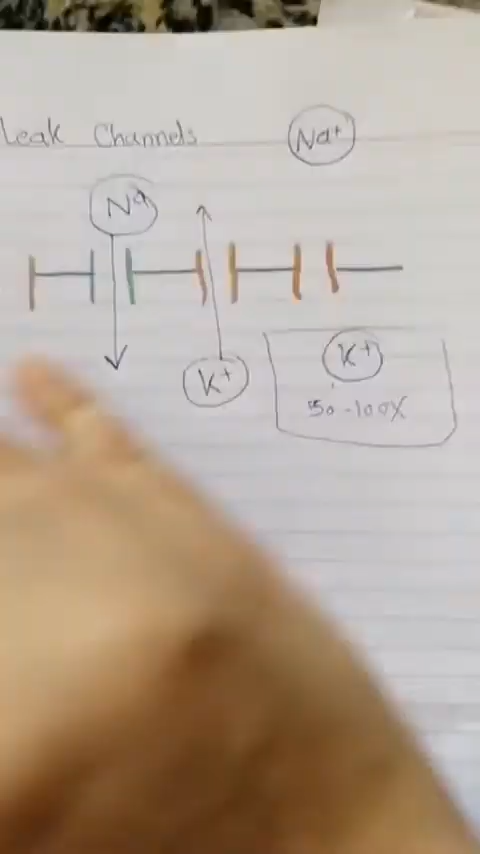 Leak Channels
Na+
Na
K+
K+
50-100X